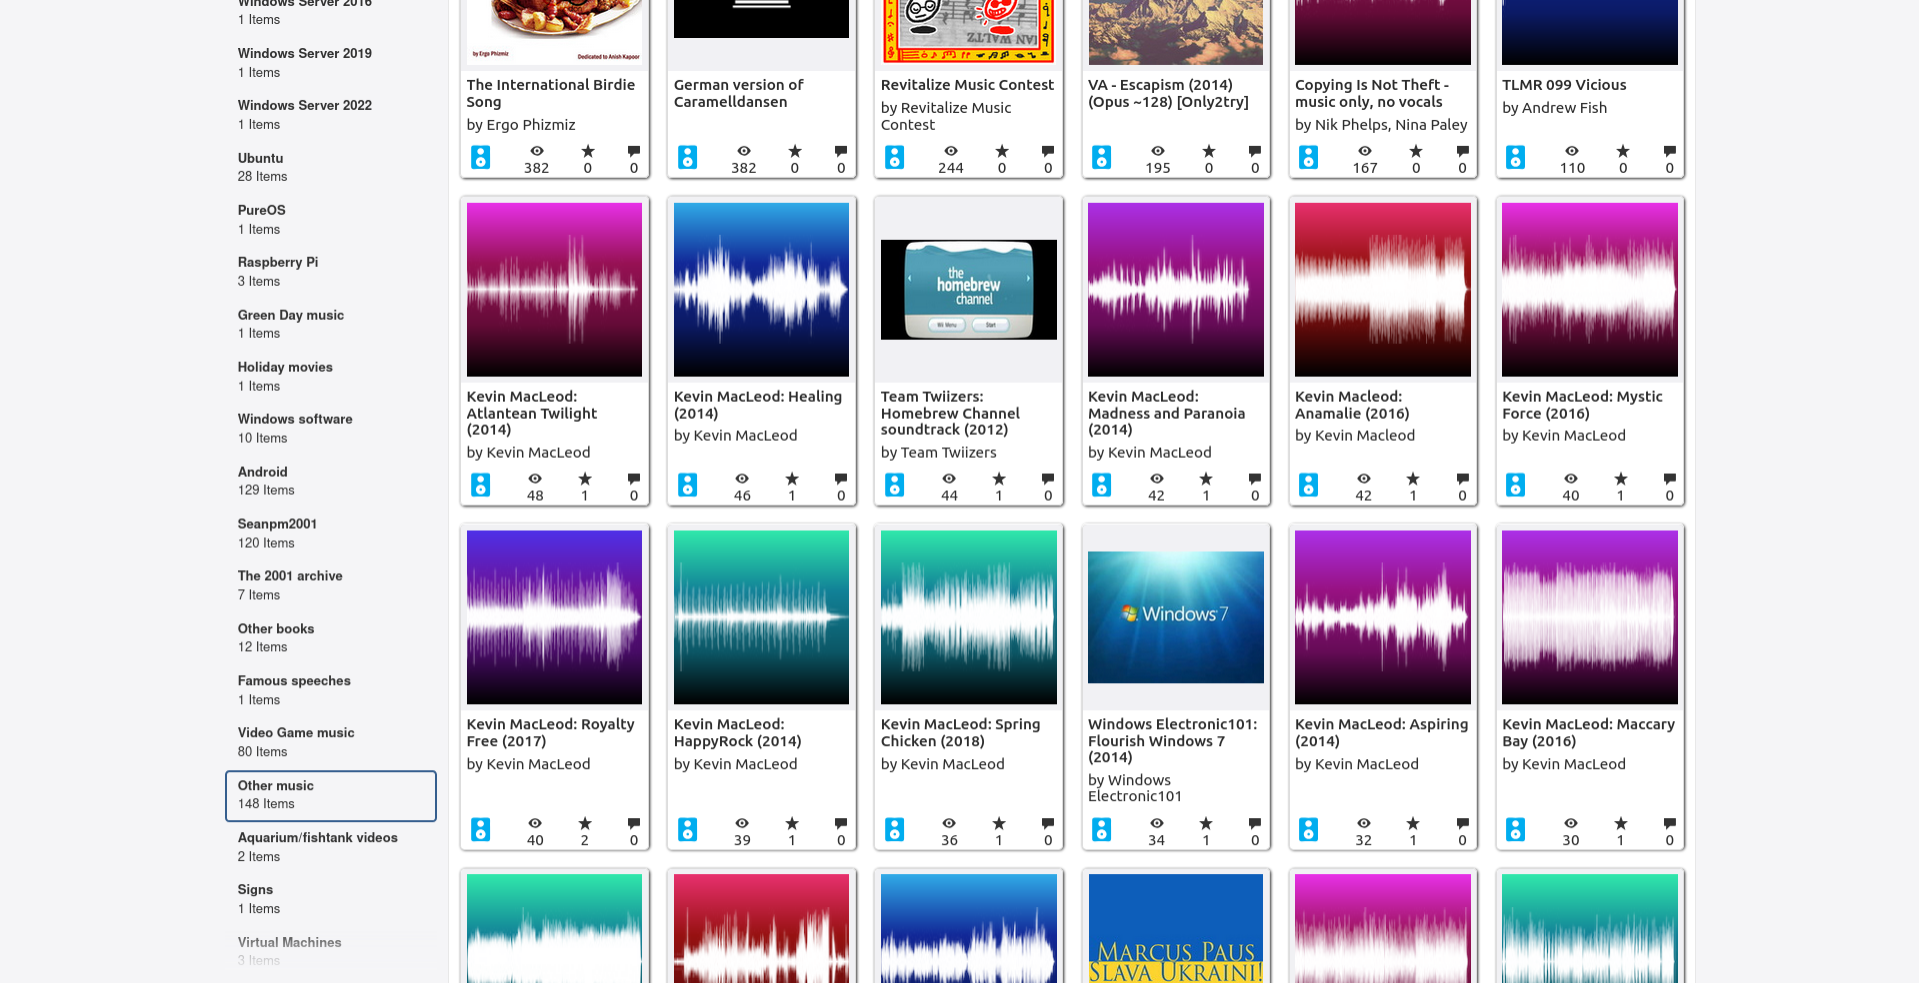 Windows Server 2016
1 Items
Windows Server 2019
1 Items
Windows Server 2022
1 Items
Ubuntu
28 Items
PureOS
1 Items
Raspberry Pi
3 Items
Green Day music
1 Items
Holiday movies
1 Items
Windows software
10 Items
Android
129 Items
Seanpm2001
120 Items
The 2001 archive
7 Items
Other books
12 Items
Famous speeches
1 Items
Video Game music
80 Items
Other music
148 Items
Aquarium/fishtank videos
2 Items
Signs
1 Items
Virtual Machines
3 Items
by Ergo Phizmiz
Dedicated to Anish Kapoor
The International Birdie
Song
by Ergo Phizmiz
382 0 0
German version of
Caramelldansen
382 0 0
IAN WALTZ
Revitalize Music Contest
by Revitalize Music
Contest
244 0 0
VA - Escapism (2014)
(Opus ~128) [Only2try]
195 0 0
Copying Is Not Theft -
music only, no vocals
by Nik Phelps, Nina Paley
167 0 0
TLMR 099 Vicious
by Andrew Fish
110 0 0
Kevin MacLeod:
Atlantean Twilight
(2014)
by Kevin MacLeod
48 1 0
Kevin MacLeod: Healing
(2014)
by Kevin MacLeod
46 1 0
the
homebrew
channel
Wii Menu
Start
Team Twiizers:
Homebrew Channel
soundtrack (2012)
by Team Twiizers
44 1 0
Kevin MacLeod:
Madness and Paranoia
(2014)
by Kevin MacLeod
42 1 0
Kevin Macleod:
Anamalie (2016)
by Kevin Macleod
42 1 0
Kevin MacLeod: Mystic
Force (2016)
by Kevin MacLeod
40 1 0
Kevin MacLeod: Royalty
Free (2017)
by Kevin MacLeod
40 2 0
Kevin MacLeod:
HappyRock (2014)
by Kevin MacLeod
39 1 0
Kevin MacLeod: Spring
Chicken (2018)
by Kevin MacLeod
36 1 0
Windows 7
Windows Electronic101:
Flourish Windows 7
(2014)
by Windows
Electronic101
34 1 0
Kevin MacLeod: Aspiring
(2014)
by Kevin MacLeod
32 1 0
Kevin MacLeod: Maccary
Bay (2016)
by Kevin MacLeod
30 1 0
MARCUS PAUS
SLAVA UKRAINI!